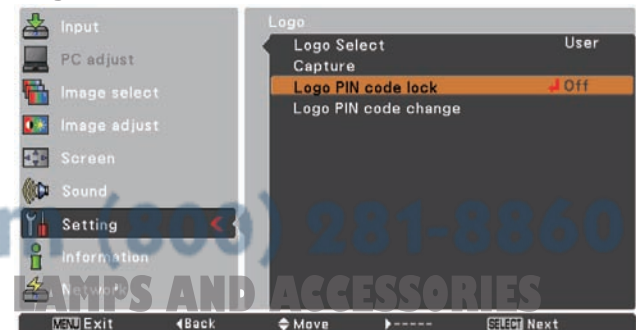 Input
PC adjust
Image select
Image adjust
Screen
Sound
Setting
Information
Network
Logo
Logo Select User
Capture
Logo PIN code lock Off
Logo PIN code change
m (800) 281-8860
LAMPS AND ACCESSORIES
MENU Exit Back Move ----- SELECT Next